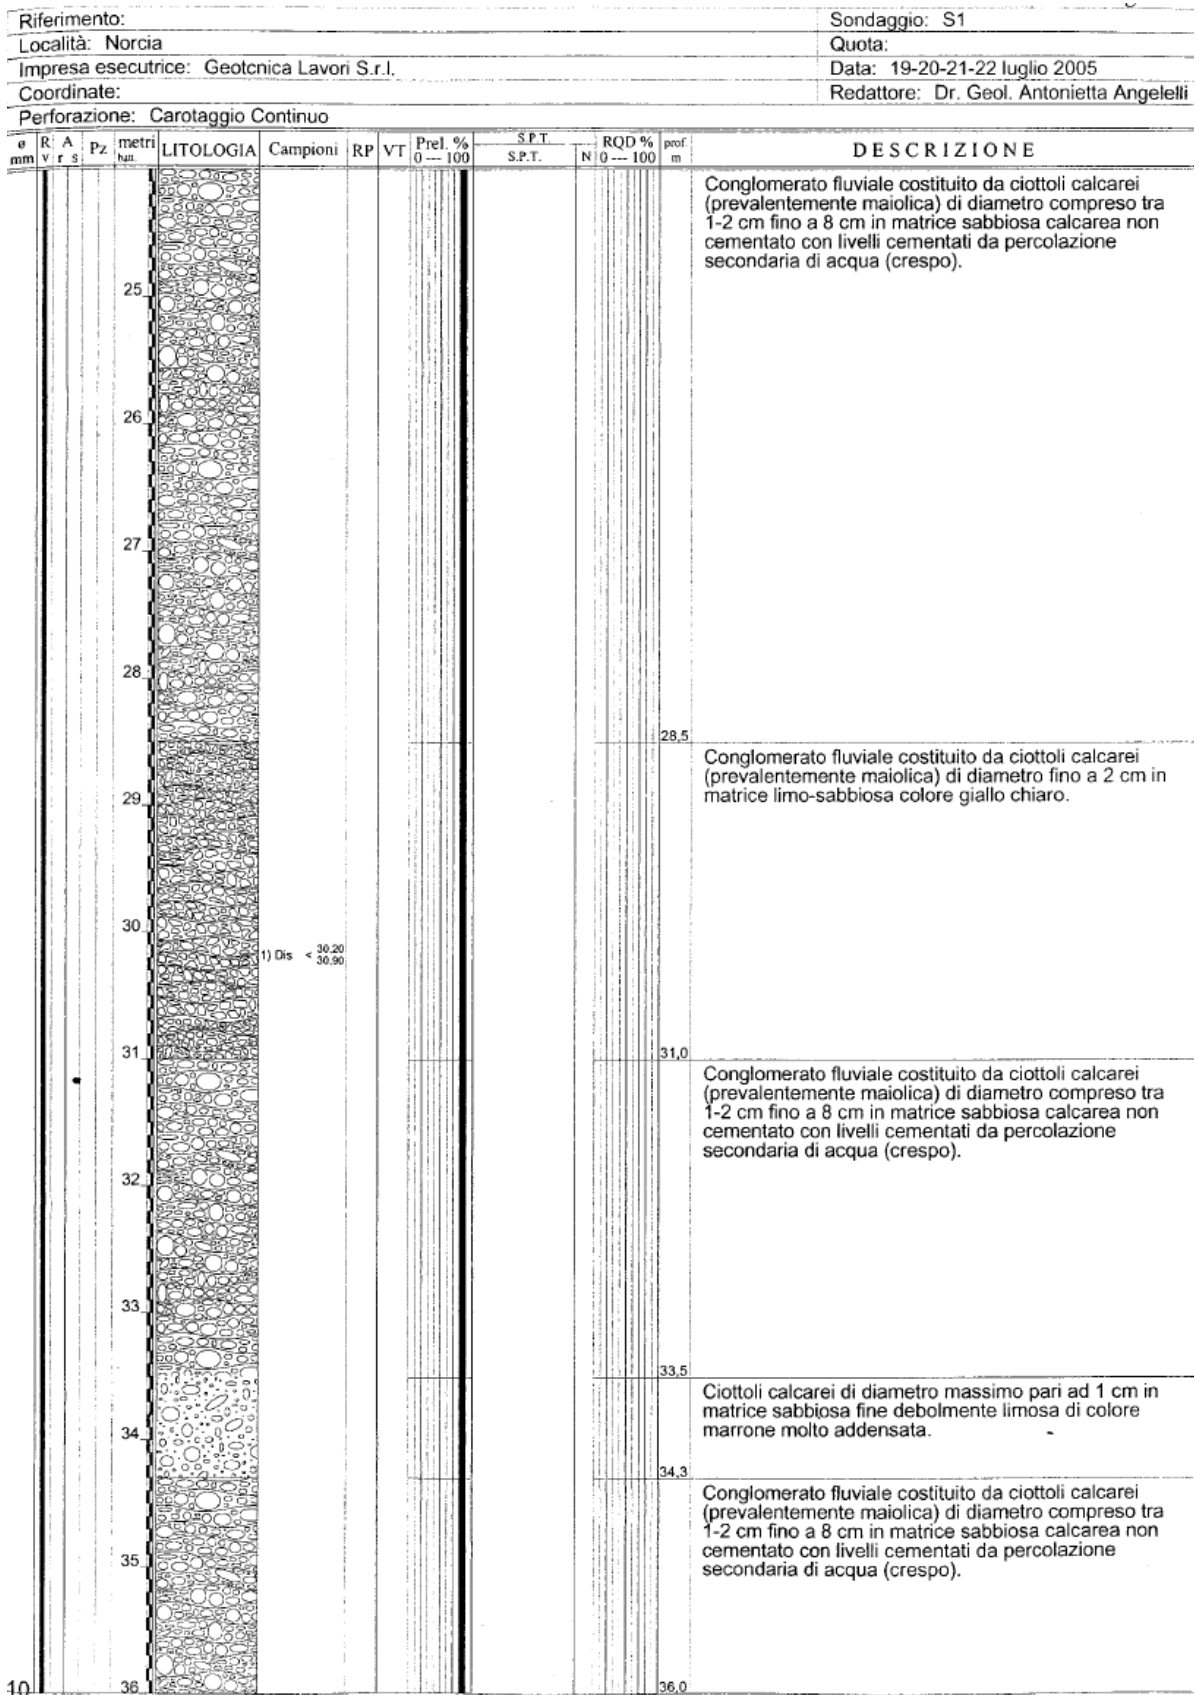 Riferimento:
Sondaggio: S1
Località: Norcia
Quota:
Impresa esecutrice: Geotcnica Lavori S.r.l.
Data: 19-20-21-22 luglio 2005
Coordinate:
Redattore: Dr. Geol. Antonietta Angelelli
Perforazione: Carotaggio Continuo
ø mm R v A r s Pz metri batt. LITOLOGIA Campioni RP VT Prel. % 0 --- 100 S.P.T. S.P.T. N RQD % 0 --- 100 prof. m DESCRIZIONE
Conglomerato fluviale costituito da ciottoli calcarei
(prevalentemente maiolica) di diametro compreso tra
1-2 cm fino a 8 cm in matrice sabbiosa calcarea non
cementato con livelli cementati da percolazione
secondaria di acqua (crespo).
25
26
27
28
28,5
Conglomerato fluviale costituito da ciottoli calcarei
(prevalentemente maiolica) di diametro fino a 2 cm in
matrice limo-sabbiosa colore giallo chiaro.
29
30
1) Dis < 30.20
30.90
31
31,0
Conglomerato fluviale costituito da ciottoli calcarei
(prevalentemente maiolica) di diametro compreso tra
1-2 cm fino a 8 cm in matrice sabbiosa calcarea non
cementato con livelli cementati da percolazione
secondaria di acqua (crespo).
32
33
33,5
Ciottoli calcarei di diametro massimo pari ad 1 cm in
matrice sabbiosa fine debolmente limosa di colore
marrone molto addensata.
34
34,3
Conglomerato fluviale costituito da ciottoli calcarei
(prevalentemente maiolica) di diametro compreso tra
1-2 cm fino a 8 cm in matrice sabbiosa calcarea non
cementato con livelli cementati da percolazione
secondaria di acqua (crespo).
35
10
36
36,0